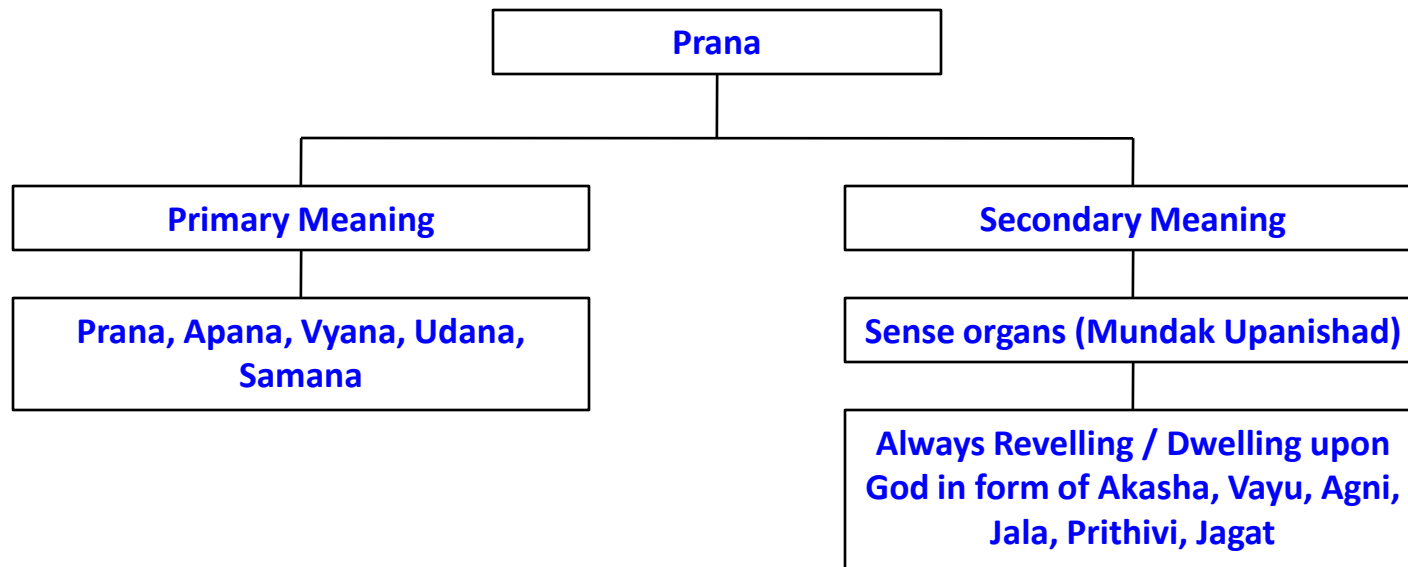 Prana
Primary Meaning
Secondary Meaning
Prana, Apana, Vyana, Udana,
Samana
Sense organs (Mundak Upanishad)
Always Revelling / Dwelling upon
God in form of Akasha, Vayu, Agni,
Jala, Prithivi, Jagat